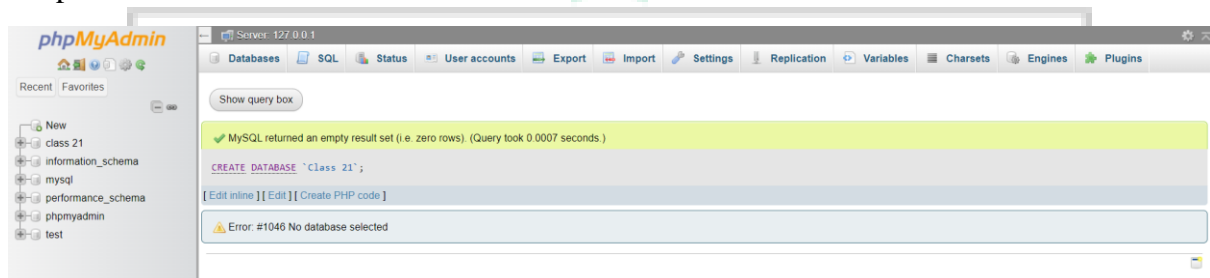 phpMyAdmin
Recent Favorites
New
class 21
information_schema
mysql
performance_schema
phpmyadmin
test
Server: 127.0.0.1
Databases SQL Status User accounts Export Import Settings Replication Variables Charsets Engines Plugins
Show query box
MySQL returned an empty result set (i.e. zero rows). (Query took 0.0007 seconds.)
CREATE DATABASE `Class 21`;
[ Edit inline ] [ Edit ] [ Create PHP code ]
Error: #1046 No database selected